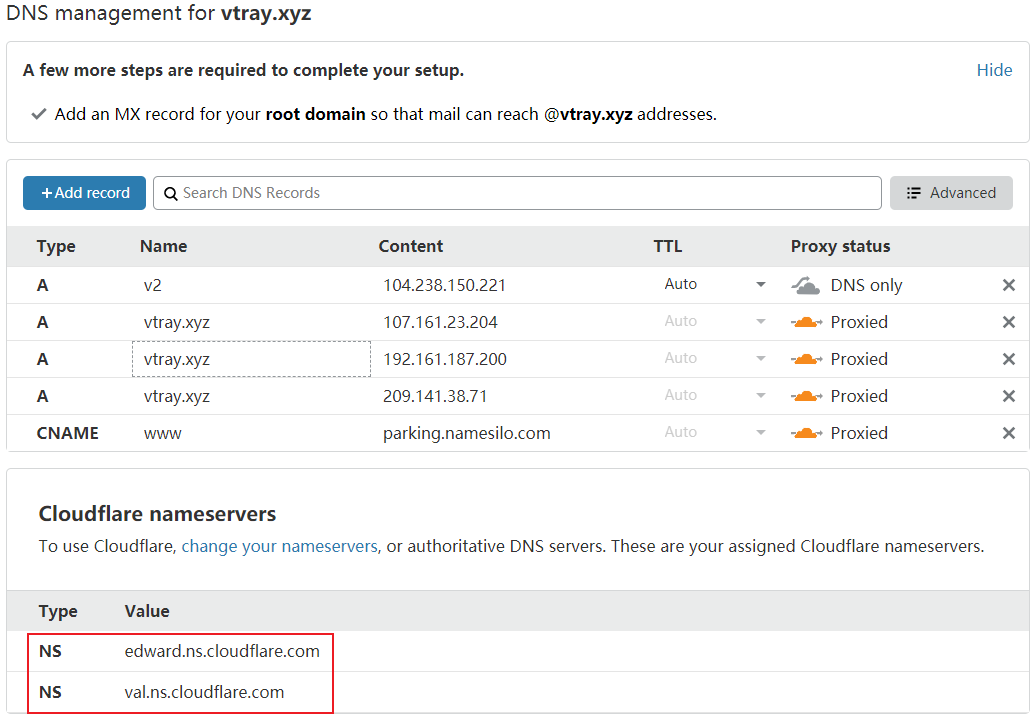 DNS management for vtray.xyz
A few more steps are required to complete your setup.
Hide
Add an MX record for your root domain so that mail can reach @vtray.xyz addresses.
+Add record
Search DNS Records
Advanced
Type Name Content TTL Proxy status
A v2 104.238.150.221 Auto DNS only
A vtray.xyz 107.161.23.204 Auto Proxied
A vtray.xyz 192.161.187.200 Auto Proxied
A vtray.xyz 209.141.38.71 Auto Proxied
CNAME www parking.namesilo.com Auto Proxied
Cloudflare nameservers
To use Cloudflare, change your nameservers, or authoritative DNS servers. These are your assigned Cloudflare nameservers.
Type Value
NS edward.ns.cloudflare.com
NS val.ns.cloudflare.com